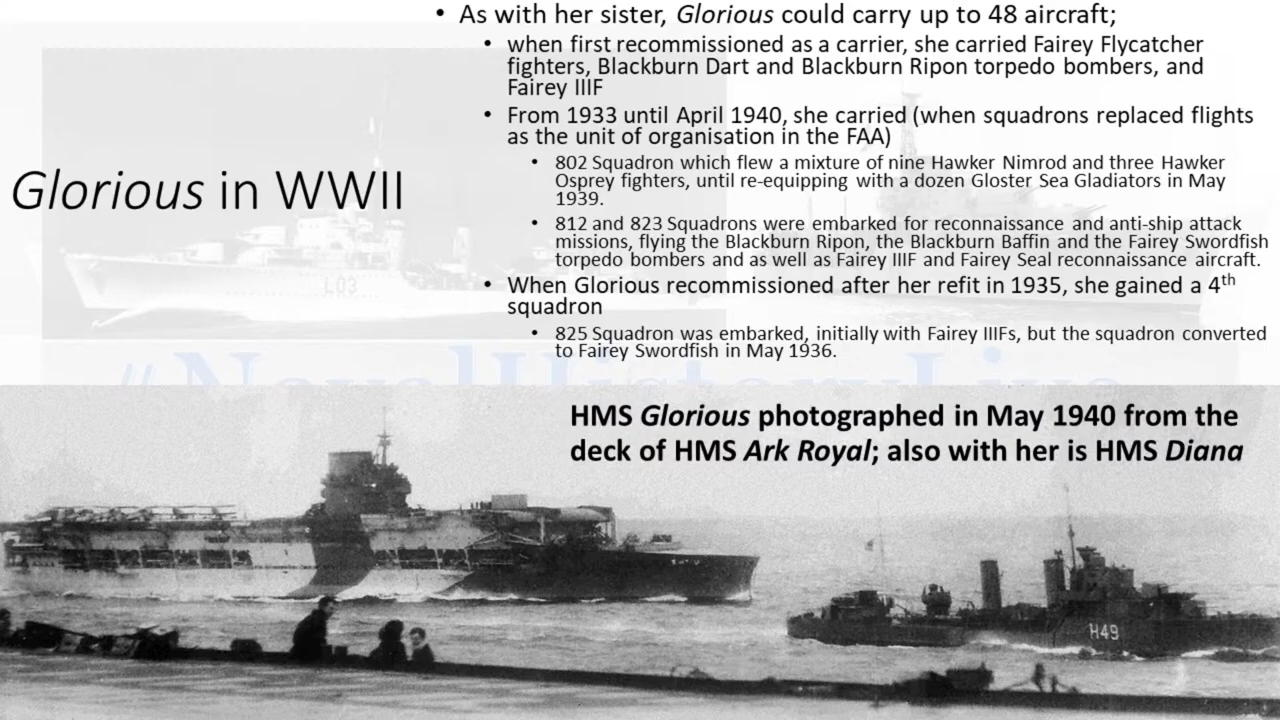 • As with her sister, Glorious could carry up to 48 aircraft;
• when first recommissioned as a carrier, she carried Fairey Flycatcher
fighters, Blackburn Dart and Blackburn Ripon torpedo bombers, and
Fairey IIIF
• From 1933 until April 1940, she carried (when squadrons replaced flights
as the unit of organisation in the FAA)
• 802 Squadron which flew a mixture of nine Hawker Nimrod and three Hawker
Osprey fighters, until re-equipping with a dozen Gloster Sea Gladiators in May
1939.
• 812 and 823 Squadrons were embarked for reconnaissance and anti-ship attack
missions, flying the Blackburn Ripon, the Blackburn Baffin and the Fairey Swordfish
torpedo bombers and as well as Fairey IIIF and Fairey Seal reconnaissance aircraft.
• When Glorious recommissioned after her refit in 1935, she gained a 4th
squadron
• 825 Squadron was embarked, initially with Fairey IIIFs, but the squadron converted
to Fairey Swordfish in May 1936.
Glorious in WWII
L03
#NavalHistoryLive
HMS Glorious photographed in May 1940 from the
deck of HMS Ark Royal; also with her is HMS Diana
H49